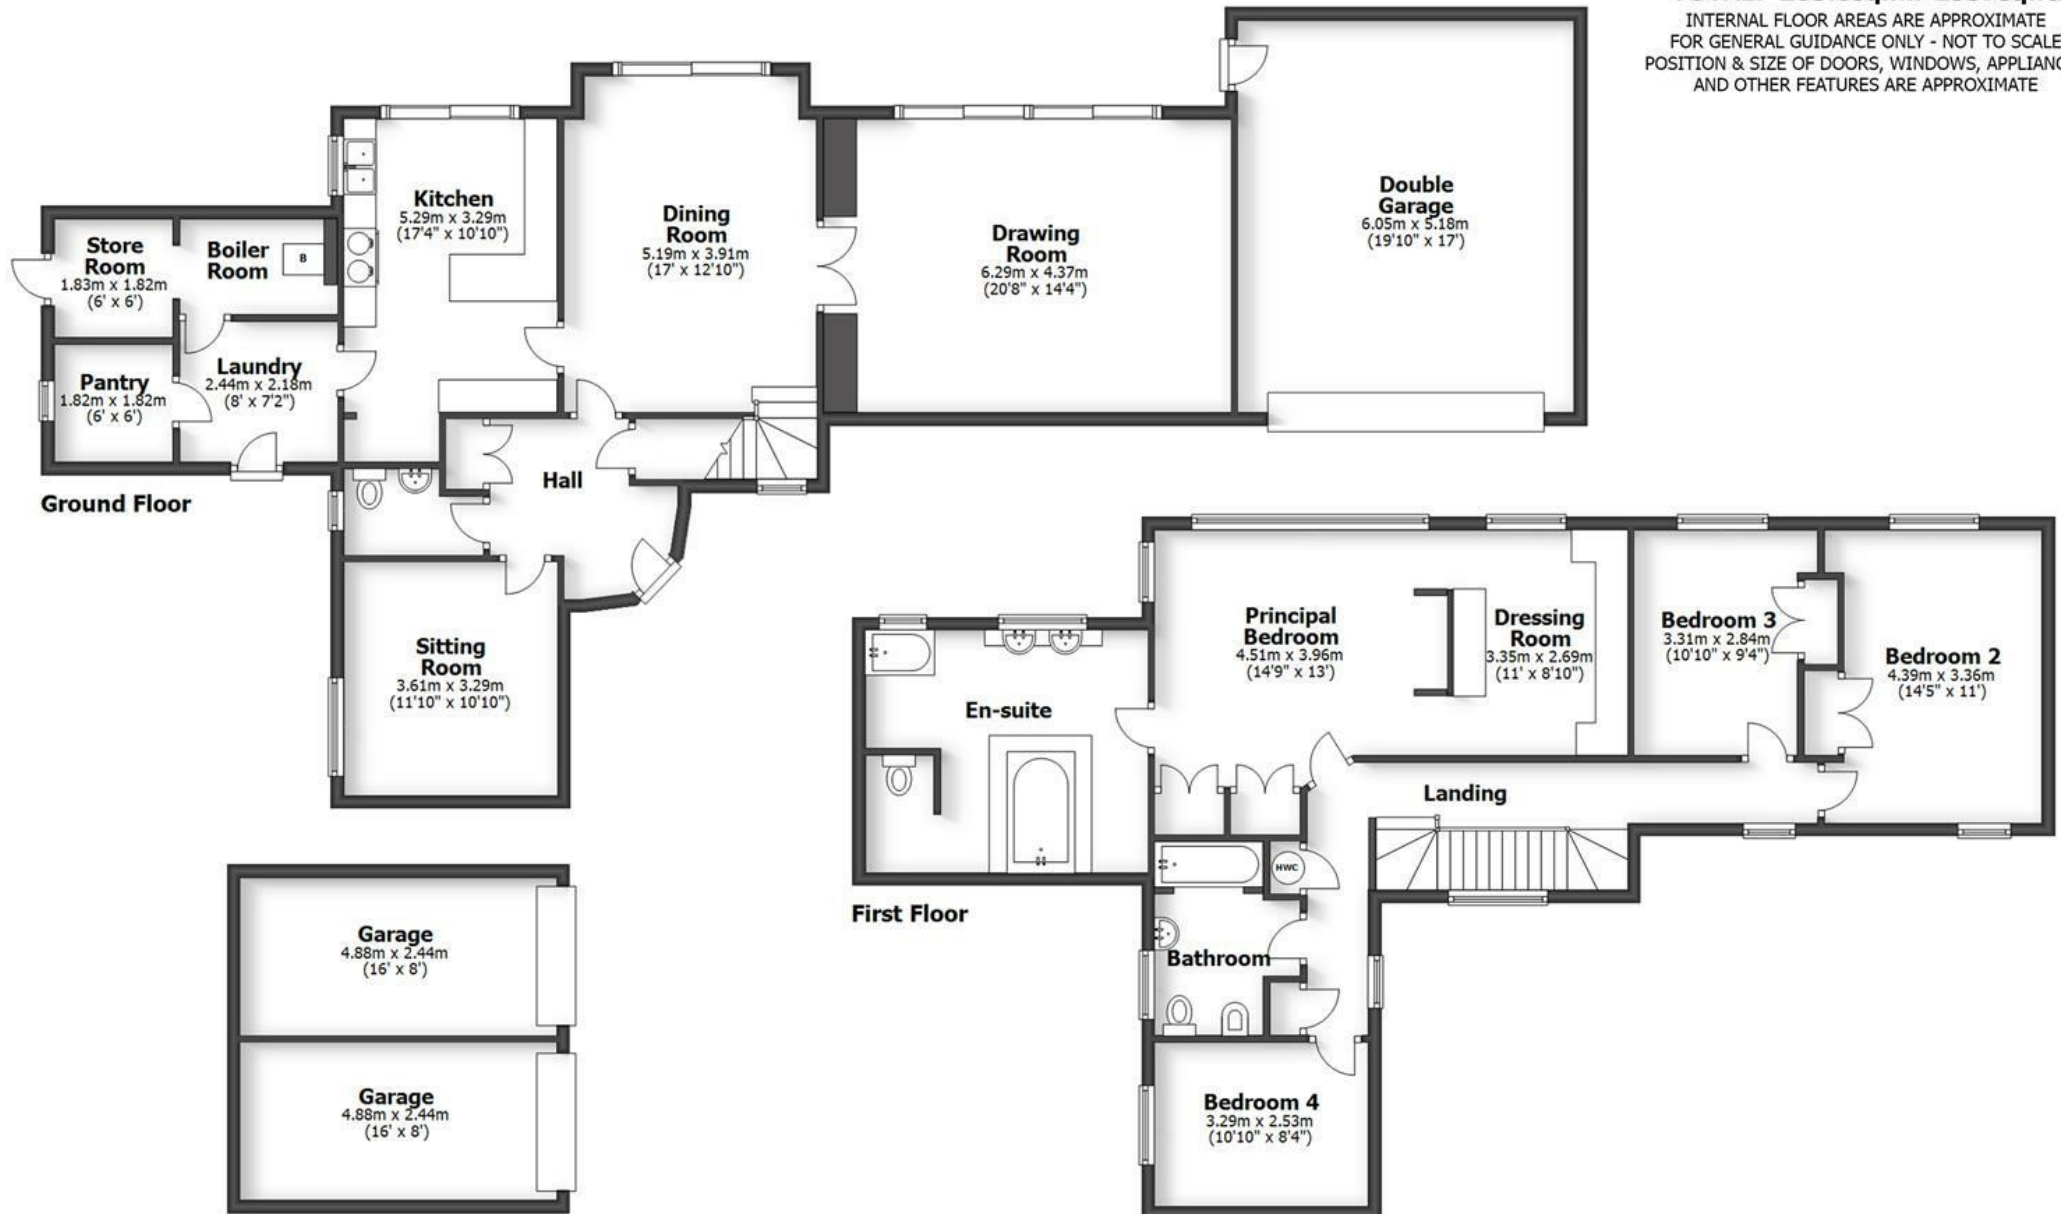 INTERNAL FLOOR AREAS ARE APPROXIMATE
FOR GENERAL GUIDANCE ONLY - NOT TO SCALE
POSITION & SIZE OF DOORS, WINDOWS,
AND OTHER FEATURES ARE APPROXIMATE
Double
Garage
6.05m x 5.18m
(19'10" x 17')
Kitchen
5.29m x 3.29m
(17'4" x 10'10")
Dining
Room
5.19m x 3.91m
(17' x 12'10")
Drawing
Room
6.29m x 4.37m
(20'8" x 14'4")
Store
Room
1.83m x 1.82m
(6' x 6')
Boiler
Room
B
Laundry
2.44m x 2.18m
(8' x 7'2")
Pantry
1.82m x 1.82m
(6' x 6')
Hall
Ground Floor
Sitting
Room
3.61m x 3.29m
(11'10" x 10'10")
Principal
Bedroom
4.51m x 3.96m
(14'9" x 13')
Dressing
Room
3.35m x 2.69m
(11' x 8'10")
Bedroom 3
3.31m x 2.84m
(10'10" x 9'4")
Bedroom 2
4.39m x 3.36m
(14'5" x 11')
En-suite
Landing
HWC
First Floor
Bathroom
Bedroom 4
3.29m x 2.53m
(10'10" x 8'4")
Garage
4.88m x 2.44m
(16' x 8')
Garage
4.88m x 2.44m
(16' x 8')